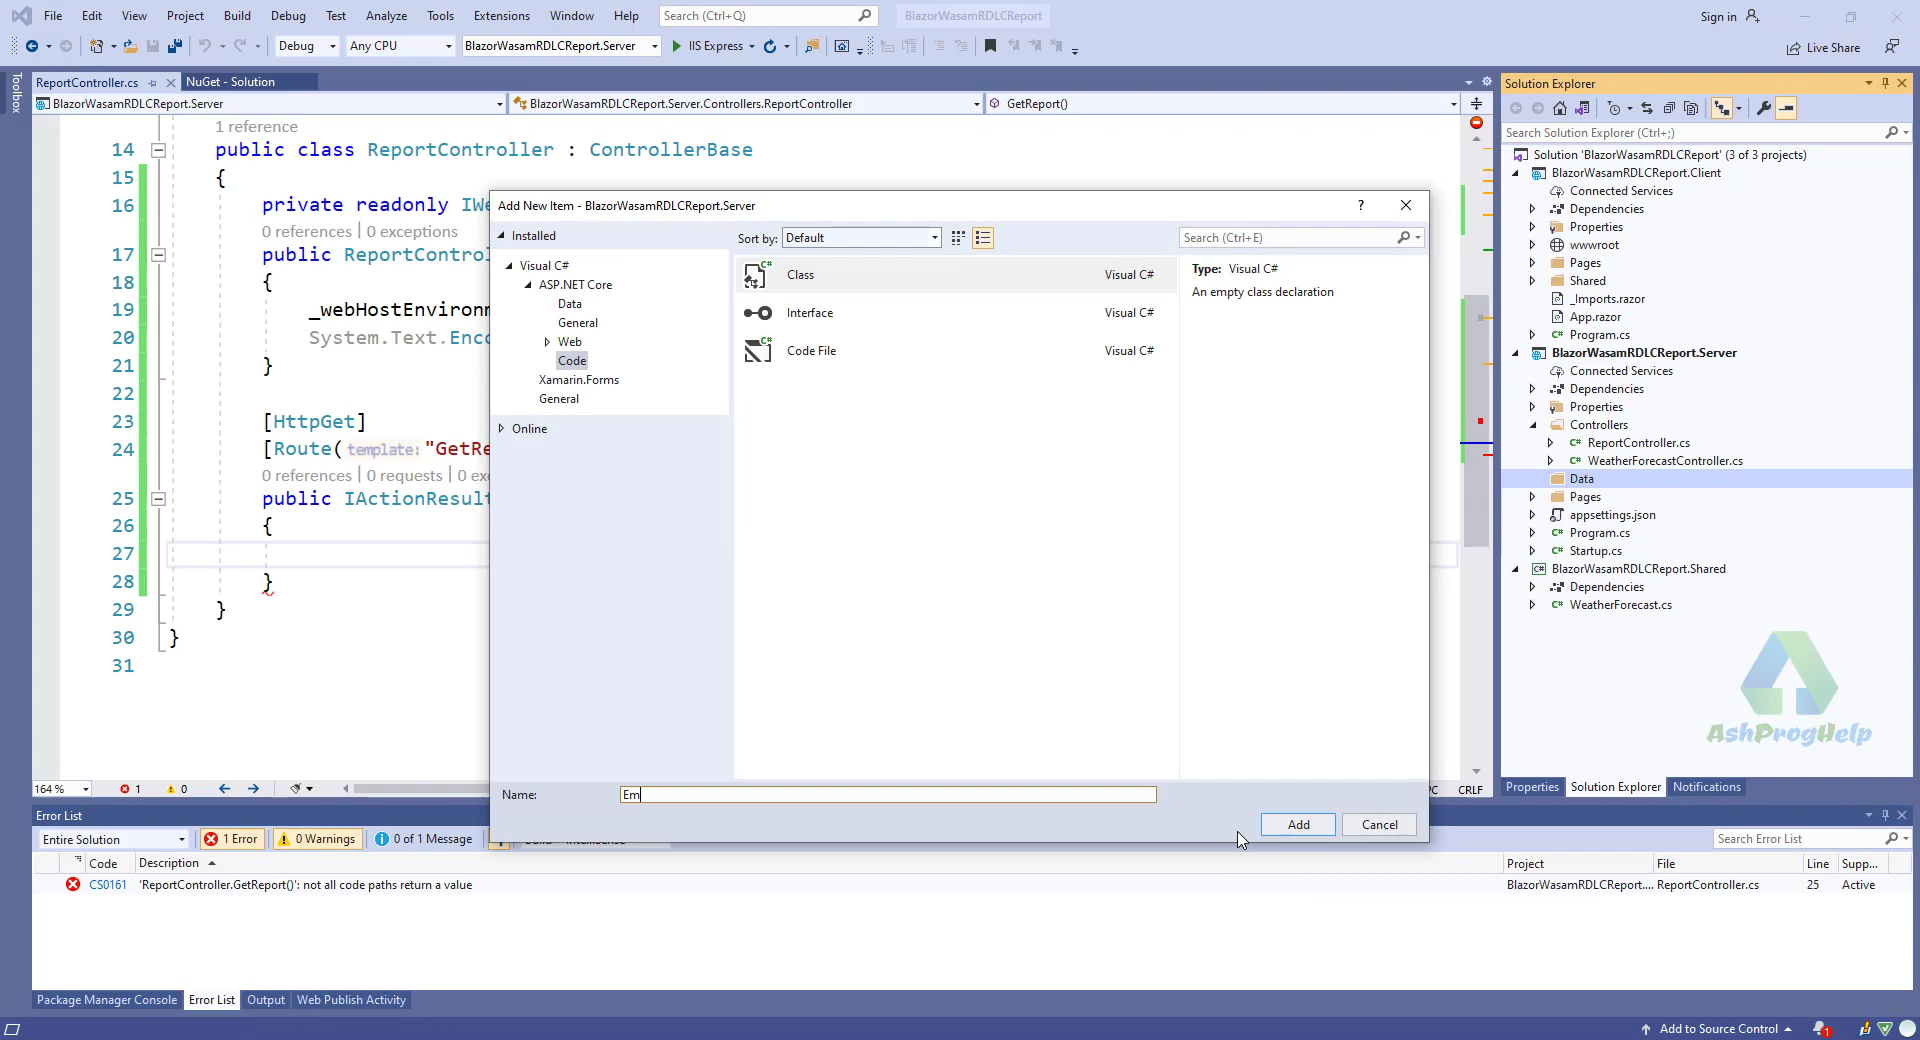 File Edit View Project Build Debug Test Analyze Tools Extensions Window Help Search (Ctrl+Q) BlazorWasamRDLCReport Sign in
Debug Any CPU BlazorWasamRDLCReport.Server IIS Express Live Share
Toolbox
ReportController.cs NuGet - Solution
BlazorWasamRDLCReport.Server BlazorWasamRDLCReport.Server.Controllers.ReportController GetReport()
1 reference
14 public class ReportController : ControllerBase
15 {
16 private readonly IWe
0 references | 0 exceptions
17 public ReportControl
18 {
19 _webHostEnvironm
20 System.Text.Enco
21 }
22
23 [HttpGet]
24 [Route(template: "GetRe
0 references | 0 requests | 0 exc
25 public IActionResult
26 {
27
28 }
29 }
30 }
31
164 % 1 0 CRLF
Add New Item - BlazorWasamRDLCReport.Server
Installed
Visual C#
ASP.NET Core
Data
General
Web
Code
Xamarin.Forms
General
Online
Sort by: Default
Search (Ctrl+E)
Class Visual C#
Interface Visual C#
Code File Visual C#
Type: Visual C#
An empty class declaration
Name: Em
Add Cancel
Solution Explorer
Search Solution Explorer (Ctrl+;)
Solution 'BlazorWasamRDLCReport' (3 of 3 projects)
BlazorWasamRDLCReport.Client
Connected Services
Dependencies
Properties
wwwroot
Pages
Shared
_Imports.razor
App.razor
Program.cs
BlazorWasamRDLCReport.Server
Connected Services
Dependencies
Properties
Controllers
ReportController.cs
WeatherForecastController.cs
Data
Pages
appsettings.json
Program.cs
Startup.cs
BlazorWasamRDLCReport.Shared
Dependencies
WeatherForecast.cs
AshProgHelp
Properties Solution Explorer Notifications
Error List
Entire Solution 1 Error 0 Warnings 0 of 1 Message Search Error List
Code Description Project File Line Supp...
CS0161 'ReportController.GetReport()': not all code paths return a value BlazorWasamRDLCReport.... ReportController.cs 25 Active
Package Manager Console Error List Output Web Publish Activity
Add to Source Control 1